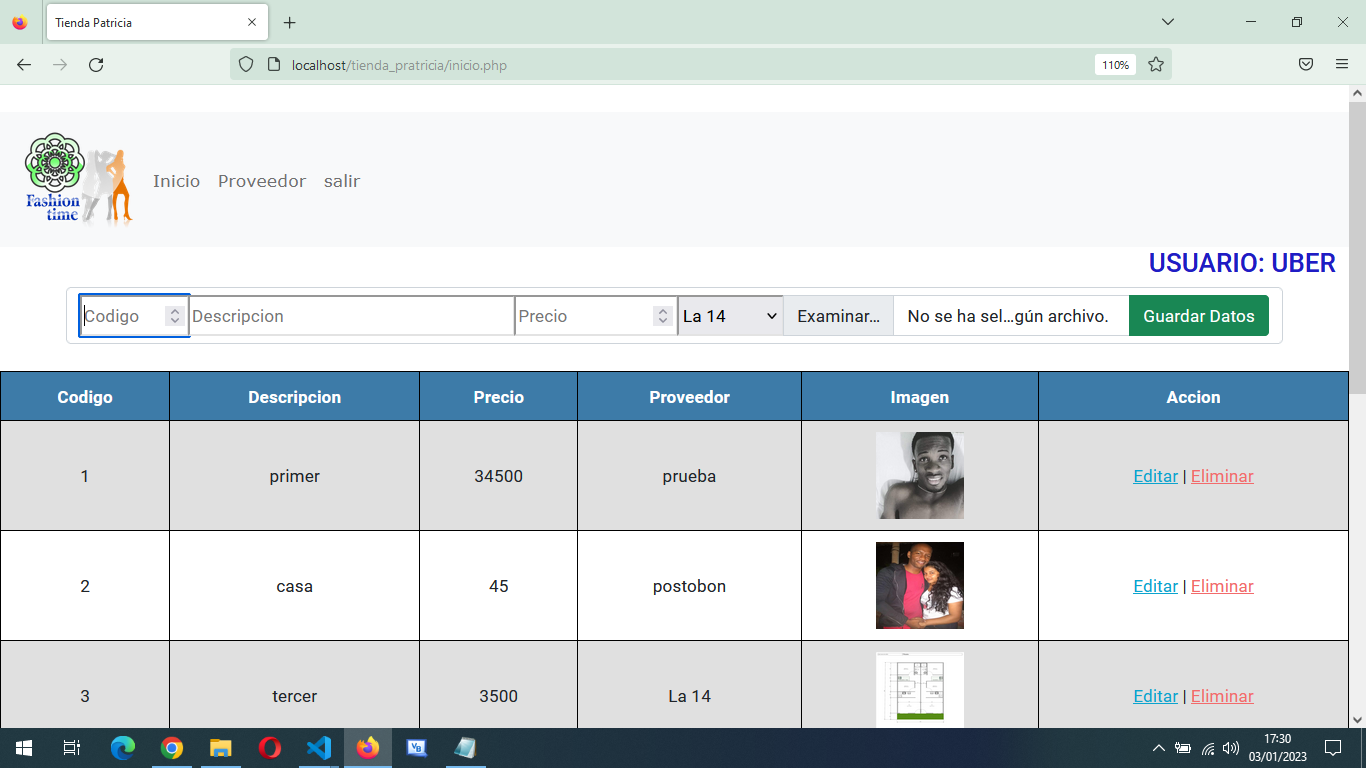 Tienda Patricia
localhost/tienda_pratricia/inicio.php
110%
Fashion
time
Inicio Proveedor salir
USUARIO: UBER
Codigo Descripcion Precio La 14 Examinar... No se ha sel...gún archivo. Guardar Datos
Codigo Descripcion Precio Proveedor Imagen Accion
1 primer 34500 prueba Editar | Eliminar
2 casa 45 postobon Editar | Eliminar
3 tercer 3500 La 14 Editar | Eliminar
17:30
03/01/2023